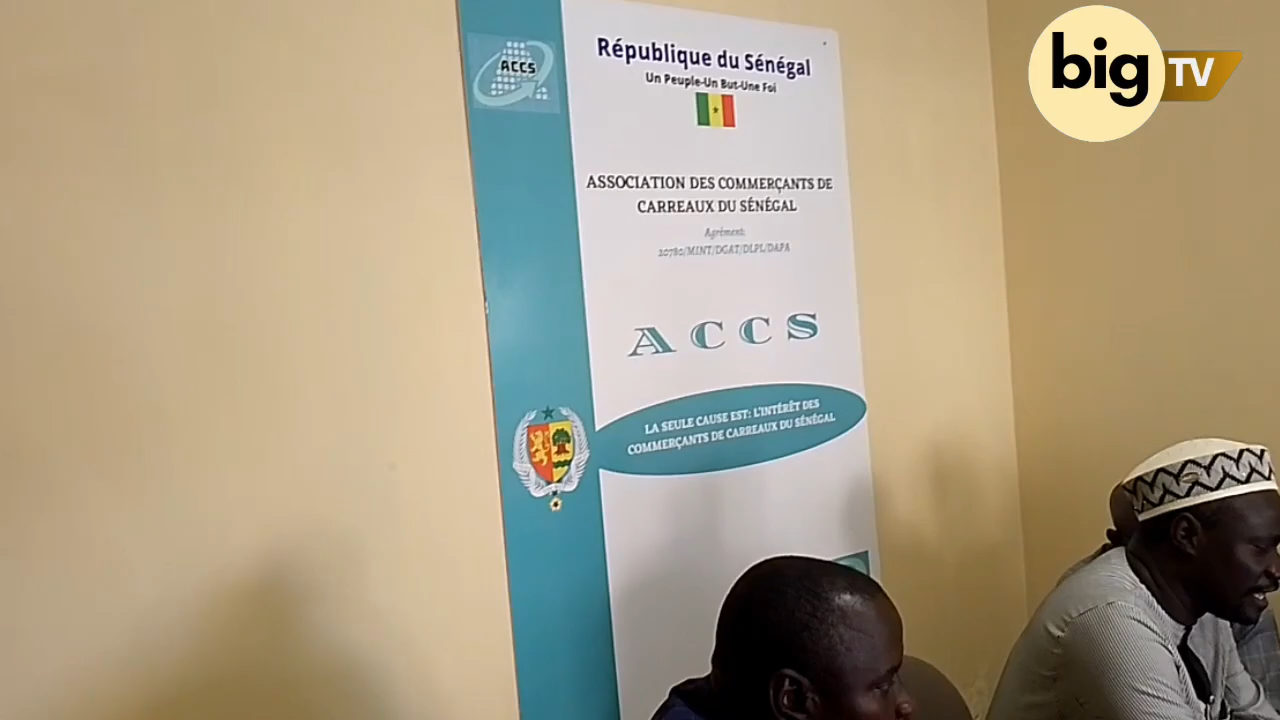 big TV
ACCS
République du Sénégal
Un Peuple-Un But-Une Foi
ASSOCIATION DES COMMERÇANTS DE
CARREAUX DU SÉNÉGAL
Agrément:
10780/MINT/DGAT/DLPL/DAPA
ACCS
LA SEULE CAUSE EST: L'INTÉRÊT DES
COMMERÇANTS DE CARREAUX DU SÉNÉGAL